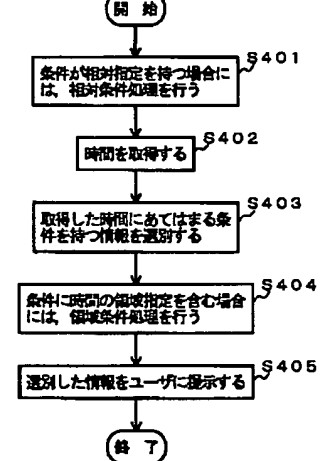 開 始
S401
条件が相対指定を持つ場合に
は，相対条件処理を行う
S402
時間を取得する
S403
取得した時間にあてはまる条
件を持つ情報を選別する
S404
条件に時間の領域指定を含む場合
には，領域条件処理を行う
S405
選別した情報をユーザに提示する
終 了